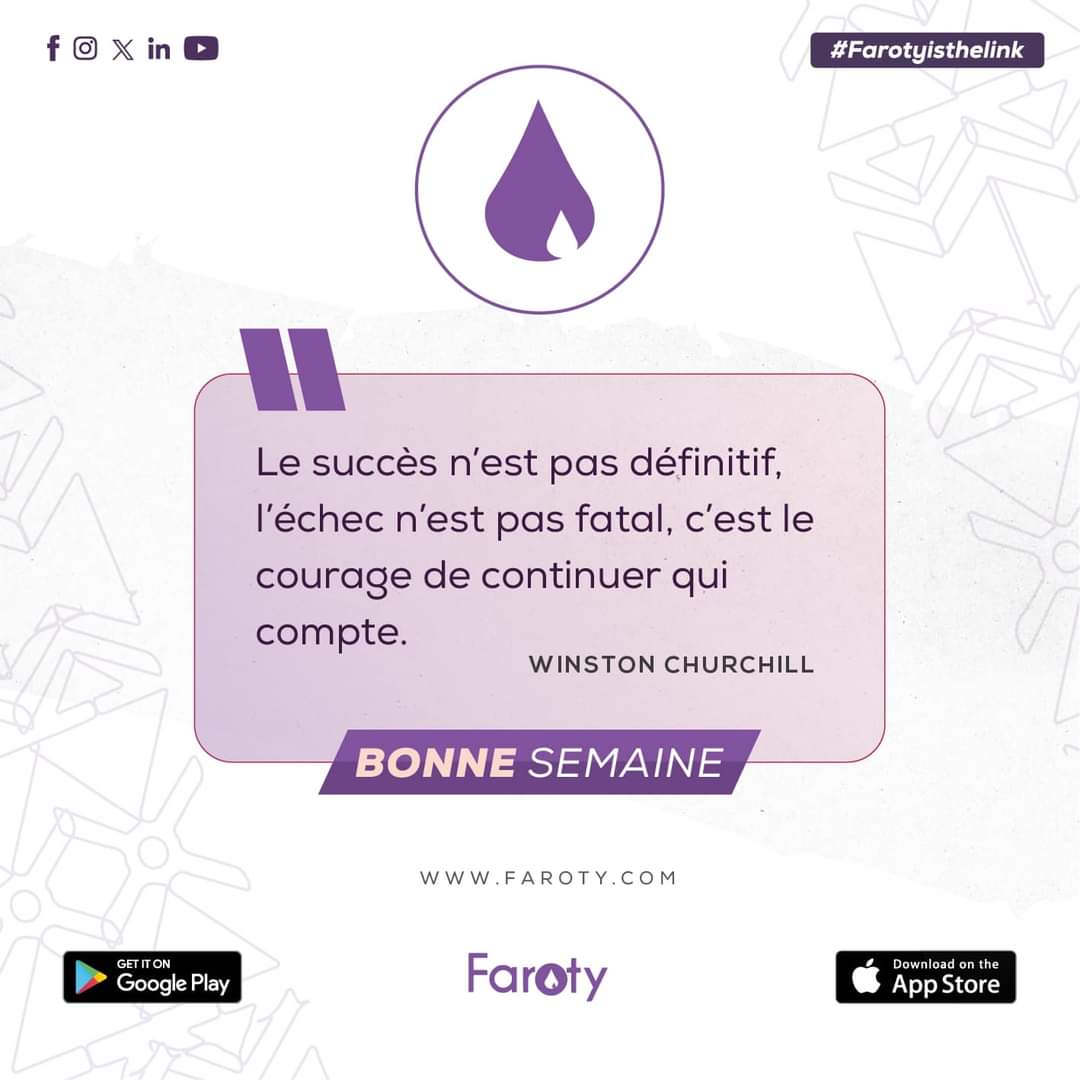 #Farotyisthelink
Le succès n’est pas définitif,
l’échec n’est pas fatal, c’est le
courage de continuer qui
compte.
WINSTON CHURCHILL
BONNE SEMAINE
WWW.FAROTY.COM
GET IT ON
Google Play
Faroty
Download on the
App Store